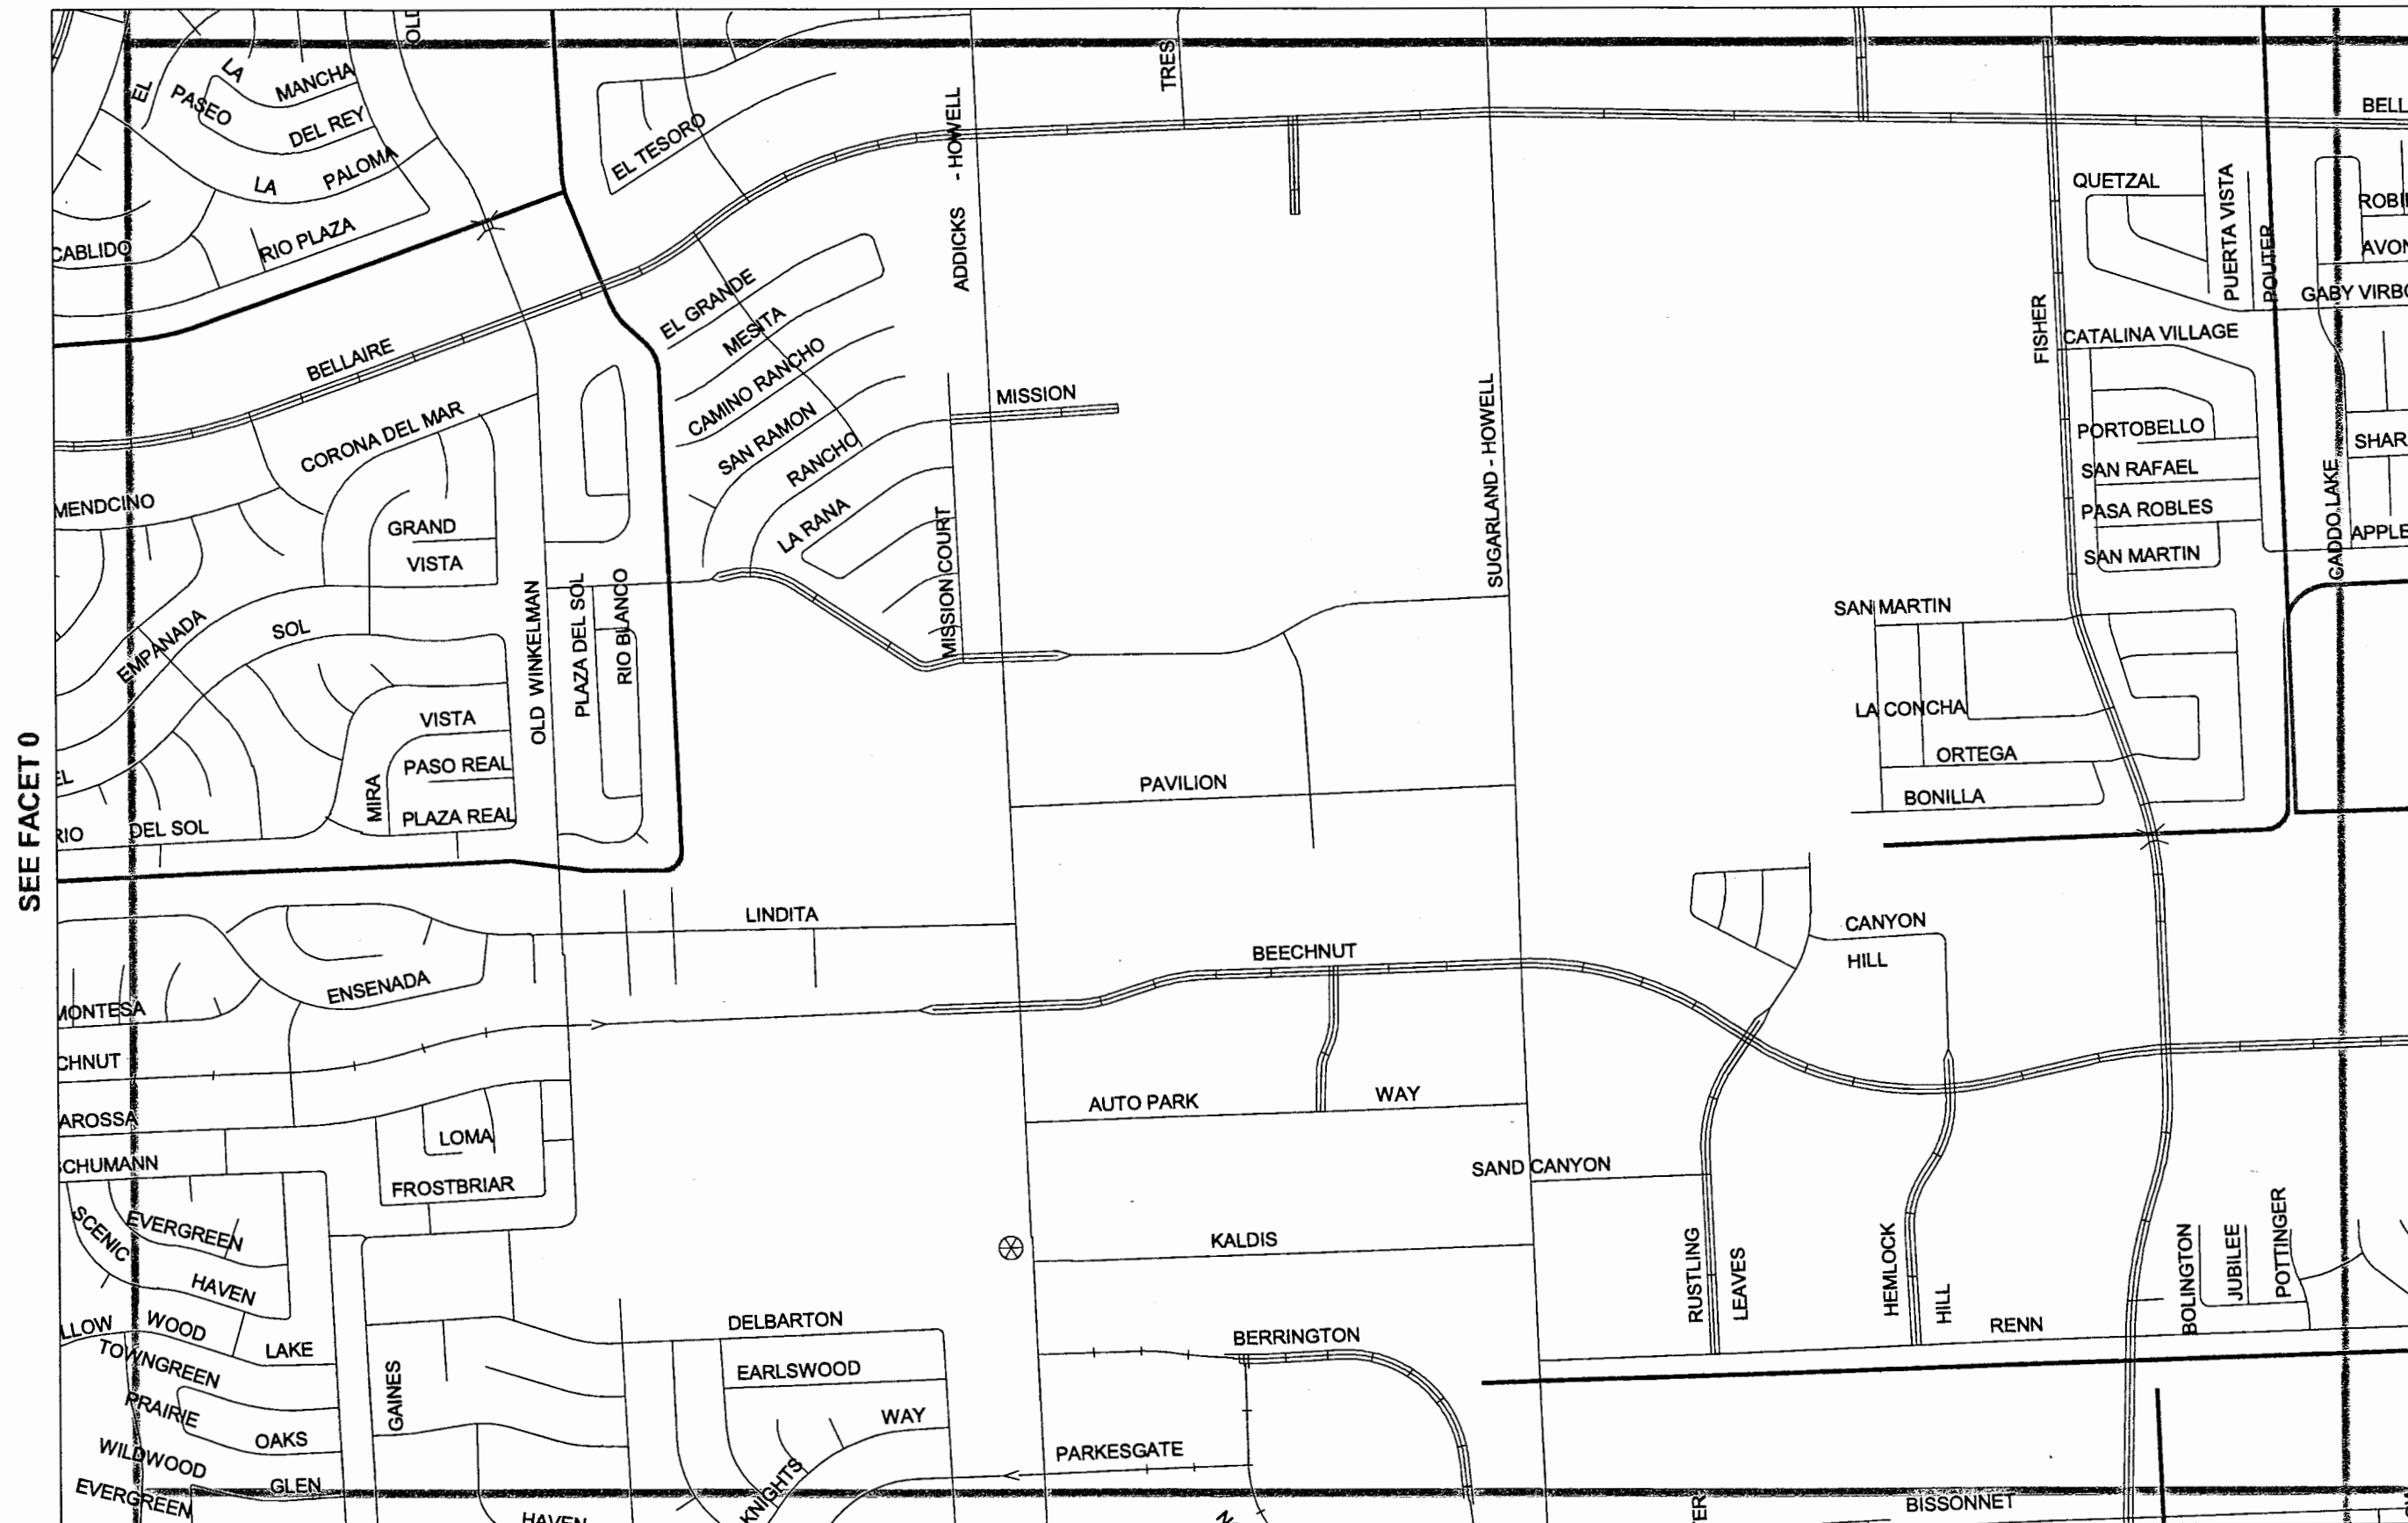 OLD
LA
MANCHA
EL
PASEO
DEL REY
LA
PALOMA
CABLIDO
RIO PLAZA
EL TESORO
ADDICKS - HOWELL
TRES
BELL
QUETZAL
PUERTA VISTA
POUTER
ROBI
AVON
GABY VIRBO
FISHER
CATALINA VILLAGE
BELLAIRE
EL GRANDE
MESITA
CAMINO RANCHO
SAN RAMON
RANCHO
LA RANA
MISSION
MISSION COURT
SUGARLAND - HOWELL
CORONA DEL MAR
MENDCINO
GRAND
VISTA
PORTOBELLO
SAN RAFAEL
PASA ROBLES
SAN MARTIN
CADDO LAKE
SHAR
APPLE
EMPANADA
SOL
OLD WINKELMAN
PLAZA DEL SOL
RIO BLANCO
SAN MARTIN
LA CONCHA
ORTEGA
BONILLA
SEE FACET 0
EL
VISTA
PASO REAL
MIRA
PLAZA REAL
RIO
DEL SOL
PAVILION
LINDITA
CANYON
HILL
BEECHNUT
ENSENADA
MONTESA
CHNUT
AROSSA
LOMA
SCHUMANN
FROSTBRIAR
AUTO PARK
WAY
SAND CANYON
SCENIC
EVERGREEN
HAVEN
KALDIS
RUSTLING
LEAVES
HEMLOCK
HILL
BOLINGTON
JUBILEE
POTTINGER
RENN
LLOW
WOOD
LAKE
TOWNGREEN
PRAIRIE
OAKS
WILDWOOD
GLEN
EVERGREEN
GAINES
DELBARTON
EARLSWOOD
WAY
KNIGHTS
HAVEN
BERRINGTON
PARKESGATE
BISSONNET